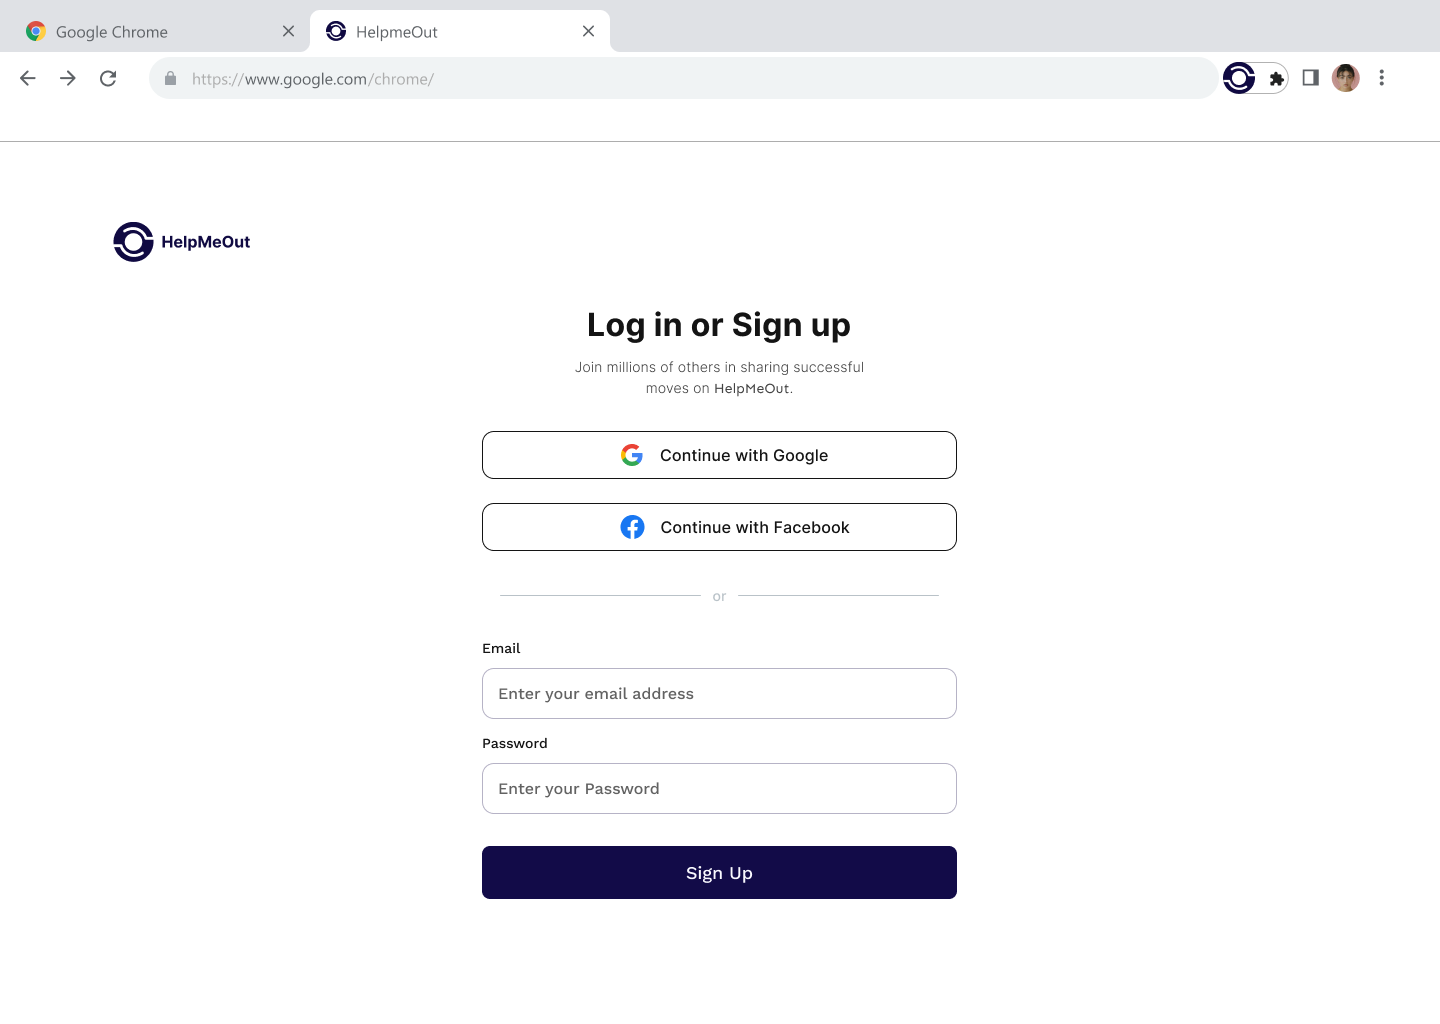 Google Chrome
HelpmeOut
https://www.google.com/chrome/
HelpMeOut
Log in or Sign up
Join millions of others in sharing successful
moves on HelpMeOut.
Continue with Google
Continue with Facebook
or
Email
Enter your email address
Password
Enter your Password
Sign Up